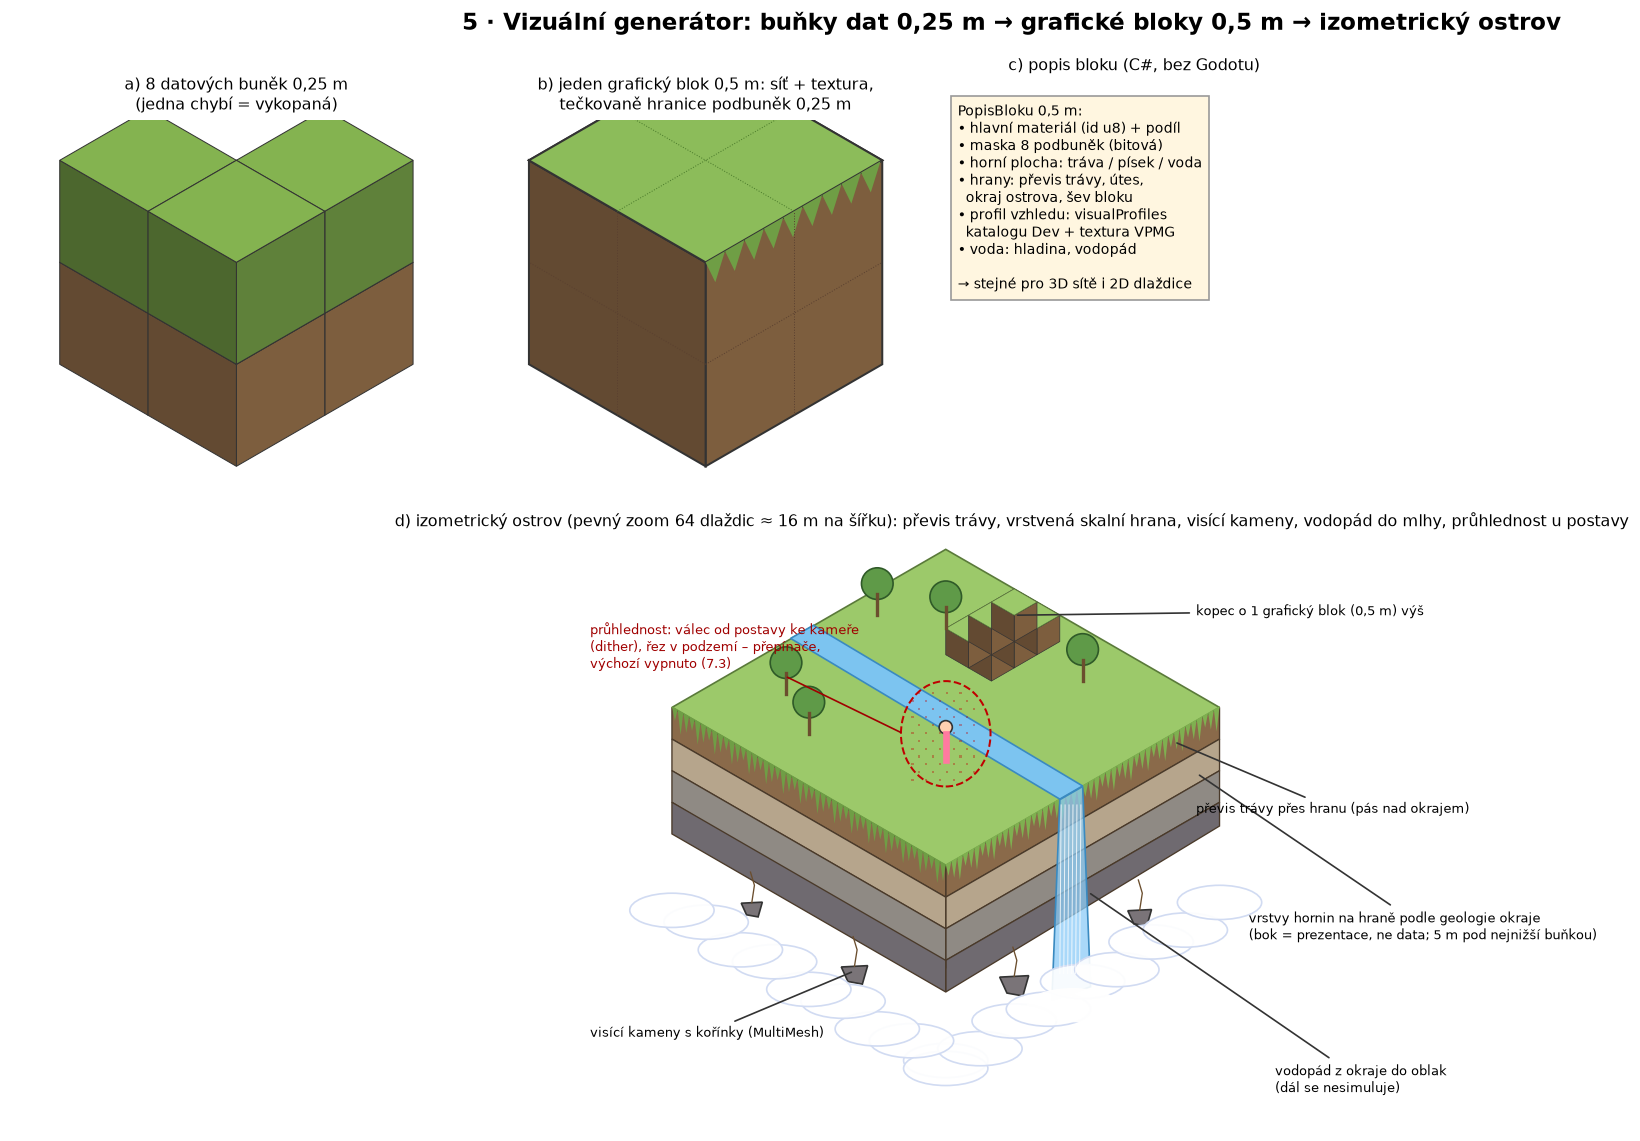 5 · Vizuální generátor: buňky dat 0,25 m → grafické bloky 0,5 m → izometrický ostrov
a) 8 datových buněk 0,25 m
(jedna chybí = vykopaná)
b) jeden grafický blok 0,5 m: síť + textura,
tečkovaně hranice podbuněk 0,25 m
c) popis bloku (C#, bez Godotu)
PopisBloku 0,5 m:
• hlavní materiál (id u8) + podíl
• maska 8 podbuněk (bitová)
• horní plocha: tráva / písek / voda
• hrany: převis trávy, útes,
okraj ostrova, šev bloku
• profil vzhledu: visualProfiles
katalogu Dev + textura VPMG
• voda: hladina, vodopád
→ stejné pro 3D sítě i 2D dlaždice
d) izometrický ostrov (pevný zoom 64 dlaždic ≈ 16 m na šířku): převis trávy, vrstvená skalní hrana, visící kameny, vodopád do mlhy, průhlednost u postavy
kopec o 1 grafický blok (0,5 m) výš
průhlednost: válec od postavy ke kameře
(dither), řez v podzemí – přepínače,
výchozí vypnuto (7.3)
převis trávy přes hranu (pás nad okrajem)
vrstvy hornin na hraně podle geologie okraje
(bok = prezentace, ne data; 5 m pod nejnižší buňkou)
visící kameny s kořínky (MultiMesh)
vodopád z okraje do oblak
(dál se nesimuluje)